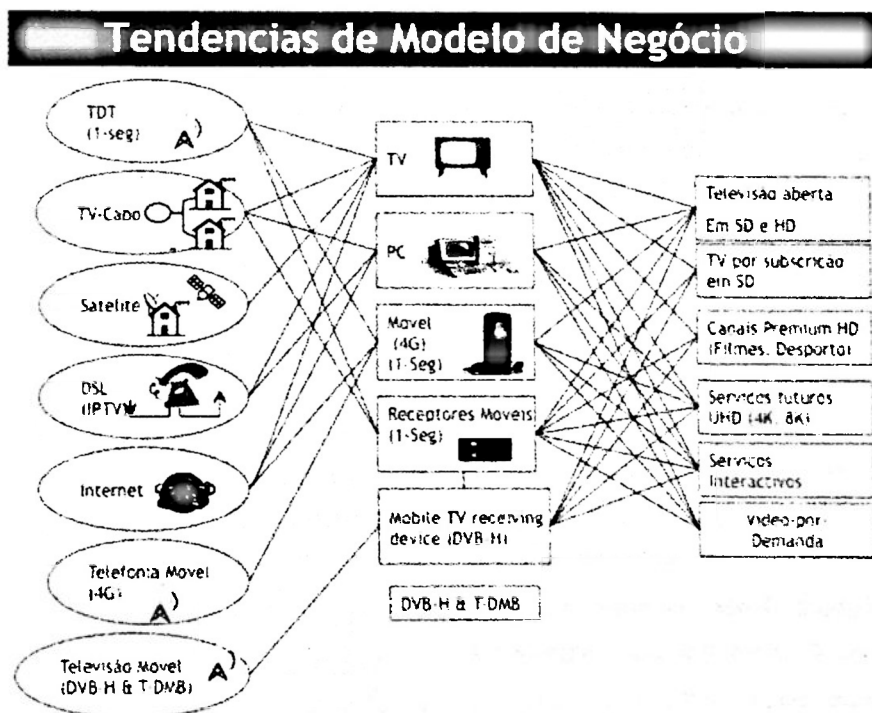 Tendencias de Modelo de Negócio
TDT
(1-seg)
TV-Cabo
Satelite
DSL
(IPTV)
Internet
Telefonia Movel
(4G)
Televisão Movel
(DVB-H & T-DMB)
TV
PC
Movel
(4G)
(1-Seg)
Receptores Moveis
(1-Seg)
Mobile TV receiving
device (DVB-H)
DVB-H & T-DMB
Televisão aberta
Em SD e HD
TV por subscricao
em SD
Canais Premium HD
(Filmes, Desporto)
Servicos futuros
UHD (4K, 8K)
Servicos
Interactivos
Video-por-
Demanda